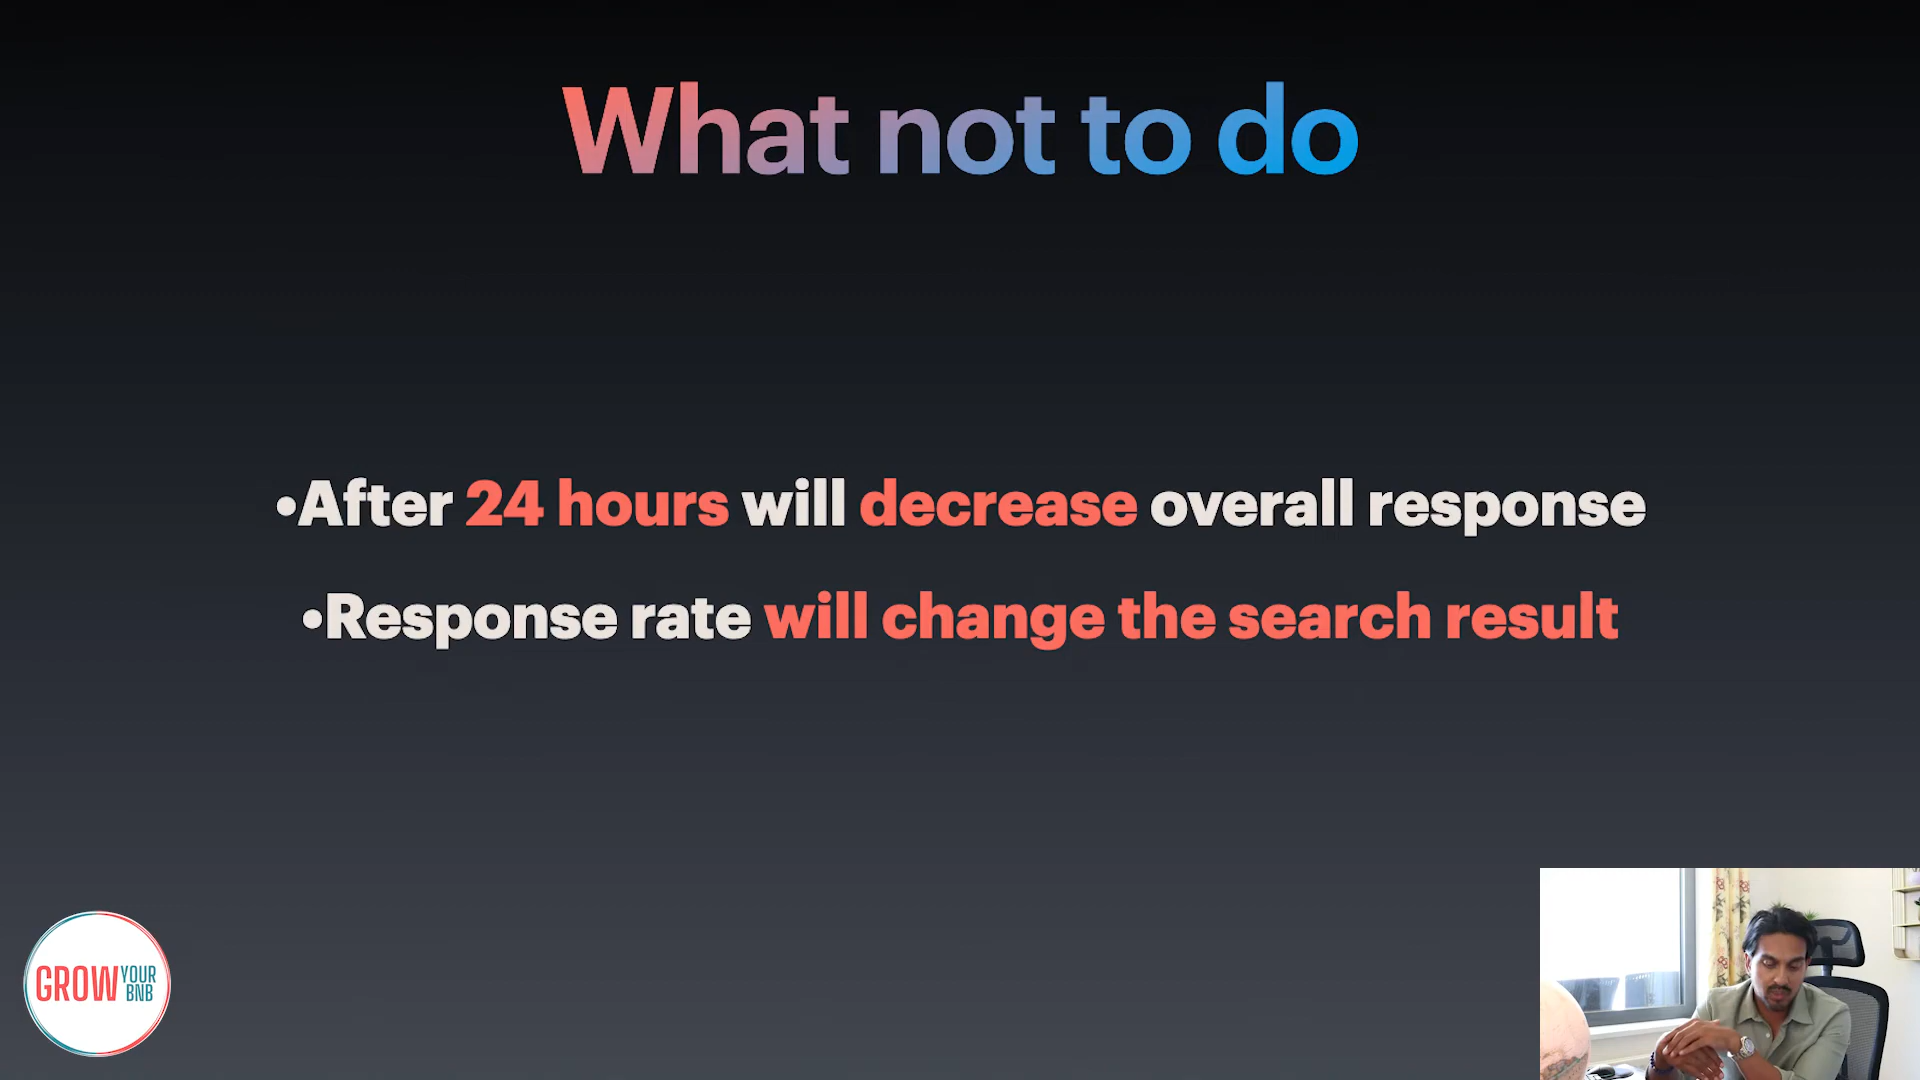 What not to do
•After 24 hours will decrease overall response
•Response rate will change the search result
GROW YOUR BNB